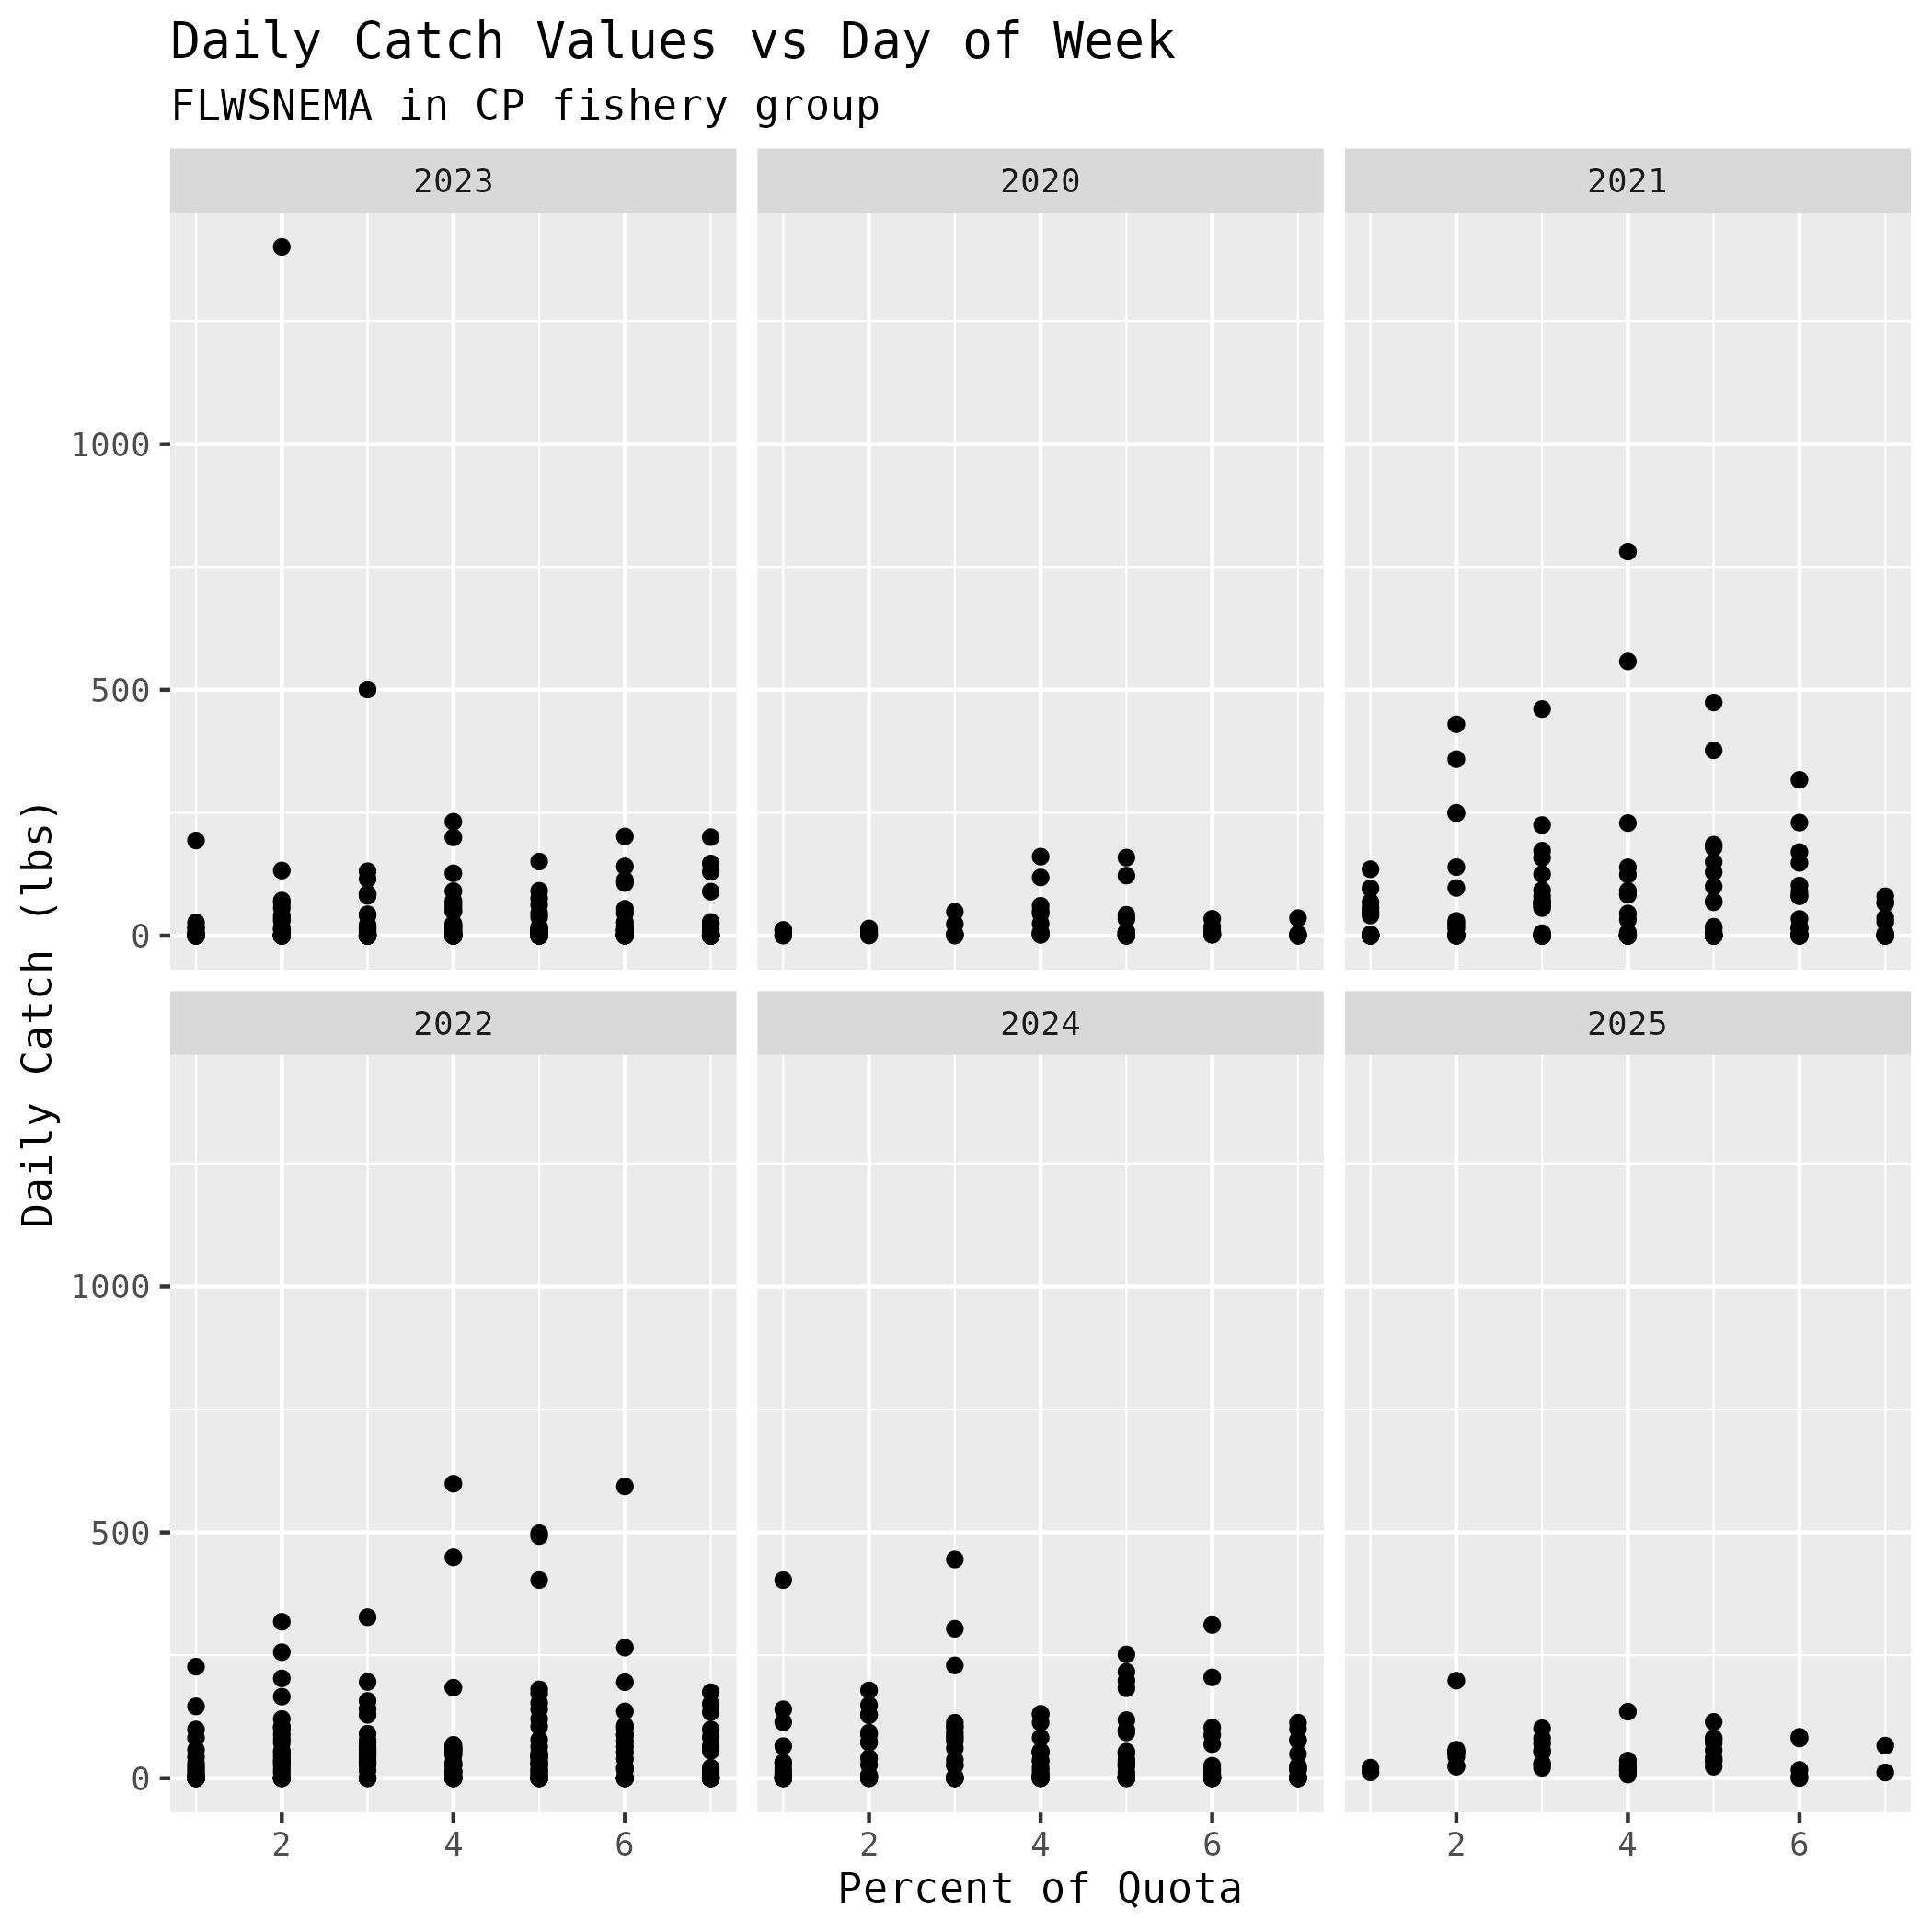 Daily Catch Values vs Day of Week
FLWSNEMA in CP fishery group
2023 2020 2021
1000
500
0
2022 2024 2025
1000
500
0
2 4 6 2 4 6 2 4 6
Percent of Quota
Daily Catch (lbs)